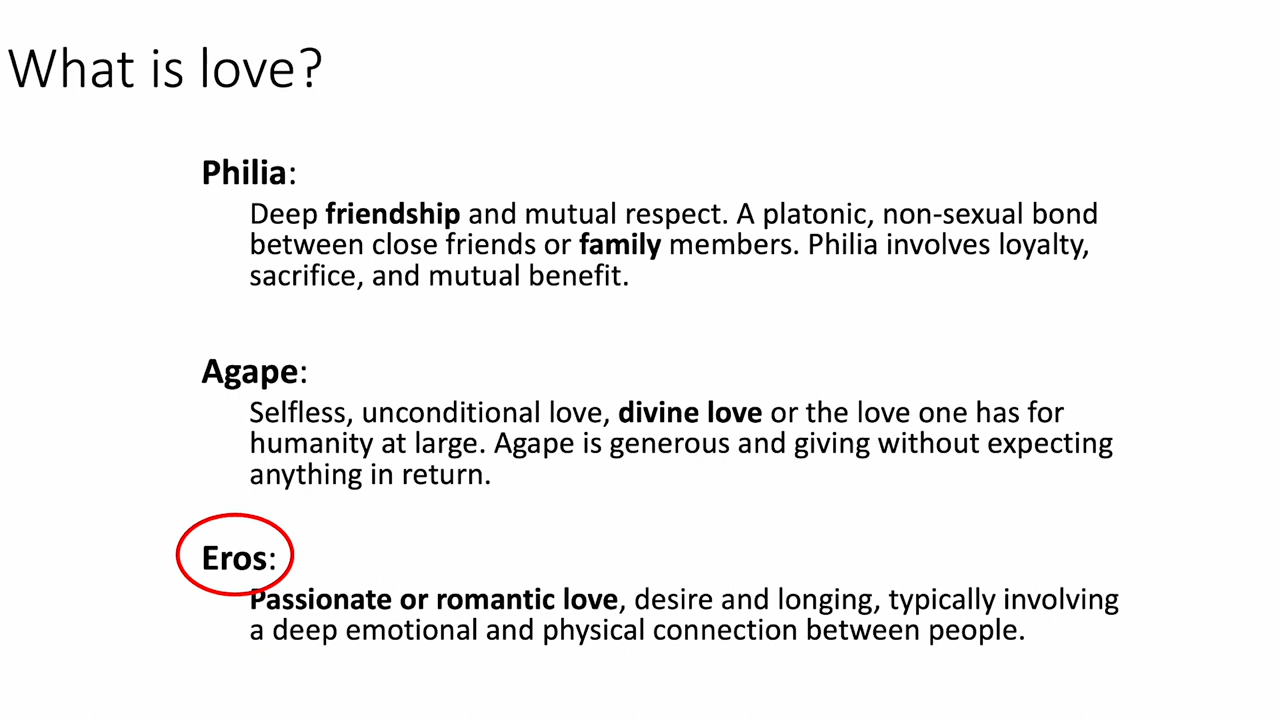 What is love?
Philia:
Deep friendship and mutual respect. A platonic, non-sexual bond
between close friends or family members. Philia involves loyalty,
sacrifice, and mutual benefit.
Agape:
Selfless, unconditional love, divine love or the love one has for
humanity at large. Agape is generous and giving without expecting
anything in return.
Eros:
Passionate or romantic love, desire and longing, typically involving
a deep emotional and physical connection between people.